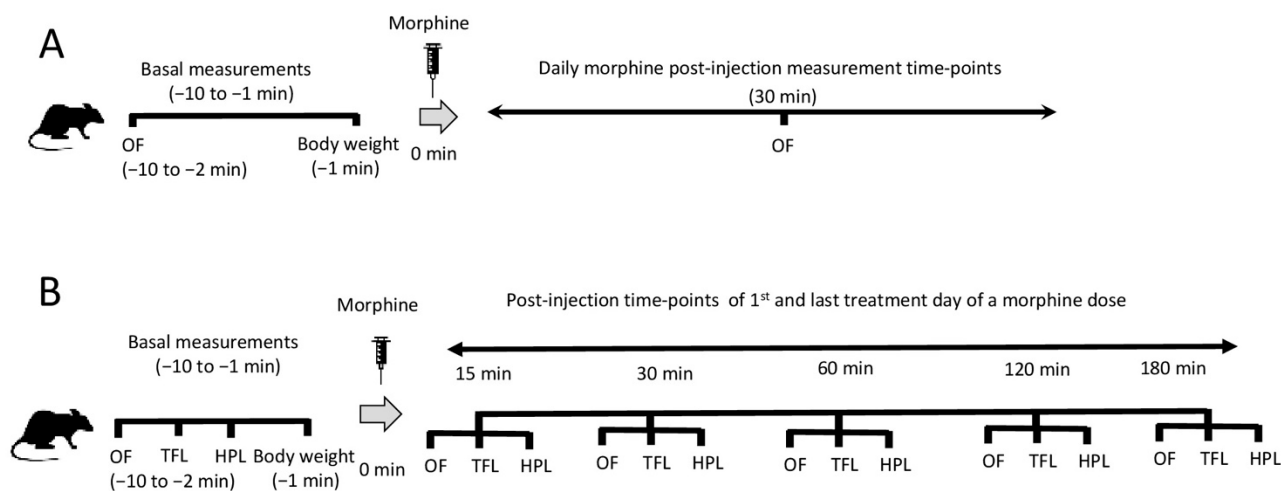 A
Morphine
Basal measurements
(−10 to −1 min)
Daily morphine post-injection measurement time-points
(30 min)
OF
(−10 to −2 min)
Body weight
(−1 min)
0 min
OF
B
Morphine
Post-injection time-points of 1st and last treatment day of a morphine dose
Basal measurements
(−10 to −1 min)
15 min 30 min 60 min 120 min 180 min
OF TFL HPL Body weight
(−10 to −2 min) (−1 min)
0 min
OF TFL HPL OF TFL HPL OF TFL HPL OF TFL HPL OF TFL HPL